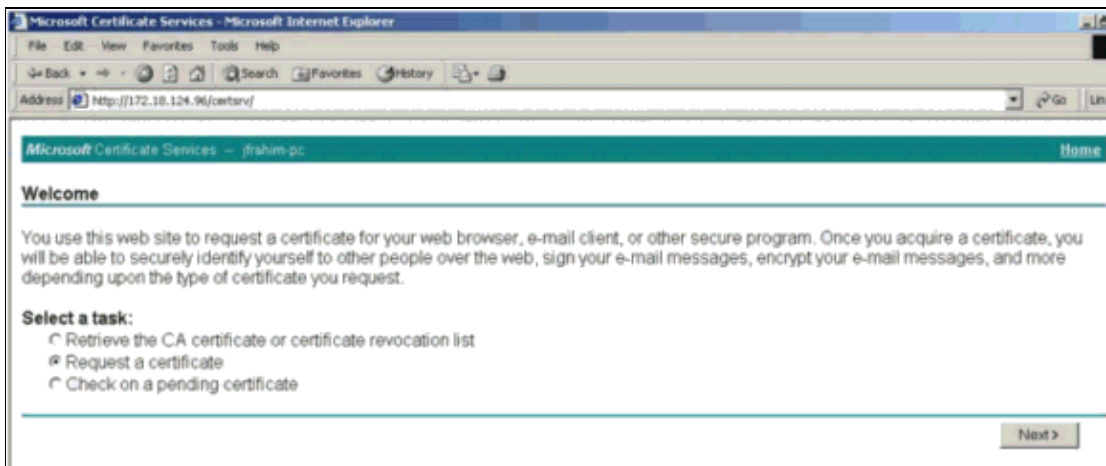 Microsoft Certificate Services - Microsoft Internet Explorer
File Edit View Favorites Tools Help
Back Search Favorites History
Address http://172.18.124.96/certsrv/ Go Lin
Microsoft Certificate Services -- jfrahim-pc Home
Welcome
You use this web site to request a certificate for your web browser, e-mail client, or other secure program. Once you acquire a certificate, you
will be able to securely identify yourself to other people over the web, sign your e-mail messages, encrypt your e-mail messages, and more
depending upon the type of certificate you request.
Select a task:
Retrieve the CA certificate or certificate revocation list
Request a certificate
Check on a pending certificate
Next >